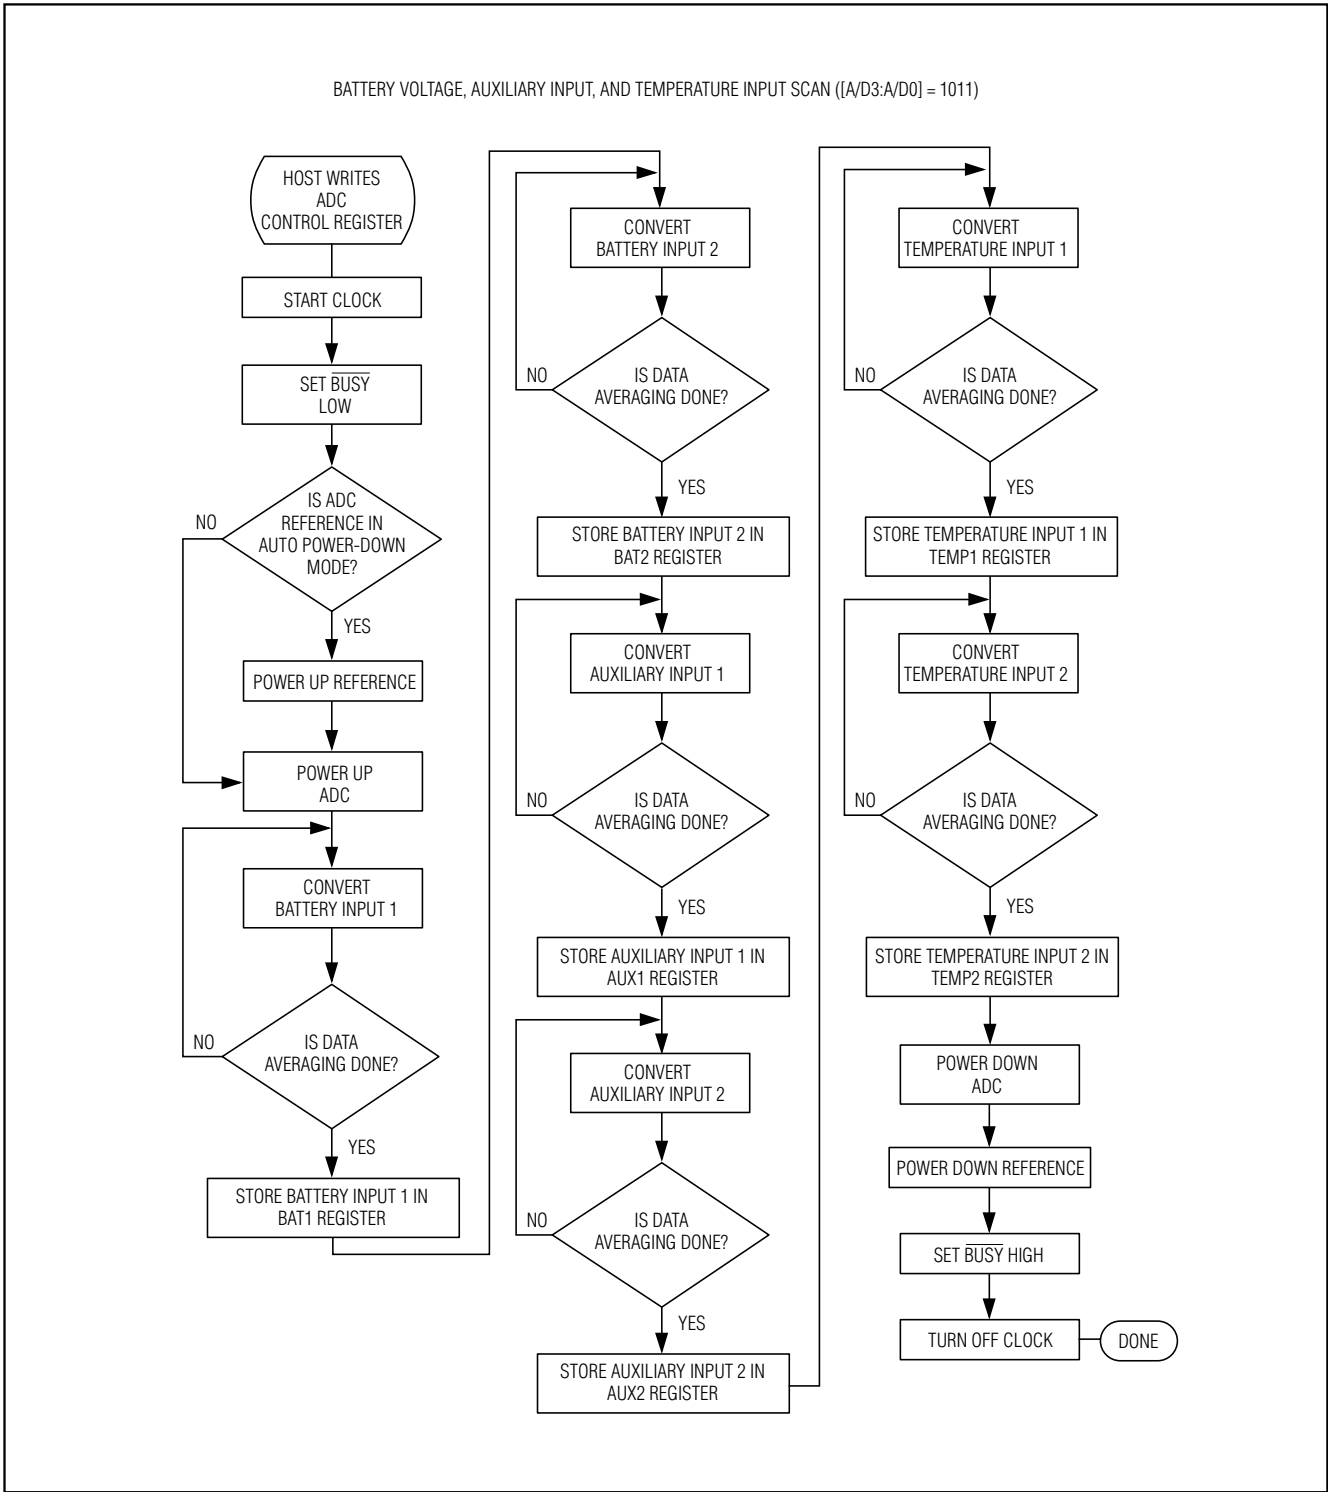 BATTERY VOLTAGE, AUXILIARY INPUT, AND TEMPERATURE INPUT SCAN ([A/D3:A/D0] = 1011)
HOST WRITES
ADC
CONTROL REGISTER
START CLOCK
SET BUSY
LOW
IS ADC
REFERENCE IN
AUTO POWER-DOWN
MODE?
NO
YES
POWER UP REFERENCE
POWER UP
ADC
CONVERT
BATTERY INPUT 1
IS DATA
AVERAGING DONE?
NO
YES
STORE BATTERY INPUT 1 IN
BAT1 REGISTER
CONVERT
BATTERY INPUT 2
IS DATA
AVERAGING DONE?
NO
YES
STORE BATTERY INPUT 2 IN
BAT2 REGISTER
CONVERT
AUXILIARY INPUT 1
IS DATA
AVERAGING DONE?
NO
YES
STORE AUXILIARY INPUT 1 IN
AUX1 REGISTER
CONVERT
AUXILIARY INPUT 2
IS DATA
AVERAGING DONE?
NO
YES
STORE AUXILIARY INPUT 2 IN
AUX2 REGISTER
CONVERT
TEMPERATURE INPUT 1
IS DATA
AVERAGING DONE?
NO
YES
STORE TEMPERATURE INPUT 1 IN
TEMP1 REGISTER
CONVERT
TEMPERATURE INPUT 2
IS DATA
AVERAGING DONE?
NO
YES
STORE TEMPERATURE INPUT 2 IN
TEMP2 REGISTER
POWER DOWN
ADC
POWER DOWN REFERENCE
SET BUSY HIGH
TURN OFF CLOCK
DONE